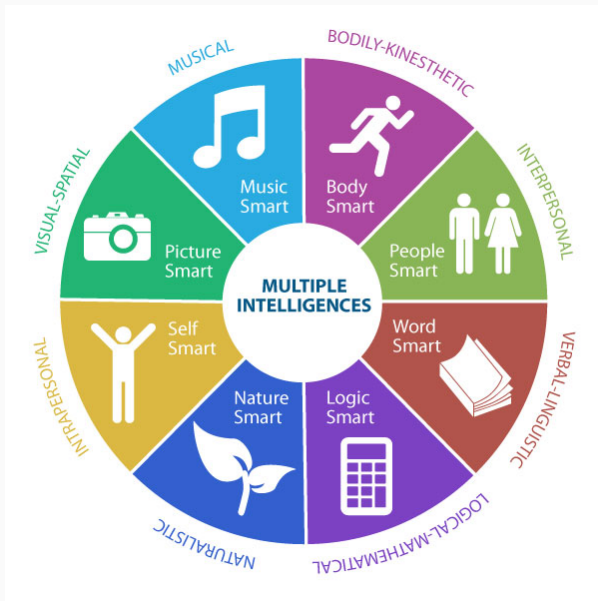 MUSICAL
BODILY-KINESTHETIC
INTERPERSONAL
VERBAL-LINGUISTIC
LOGICAL-MATHEMATICAL
NATURALISTIC
INTRAPERSONAL
VISUAL-SPATIAL
Music
Smart
Body
Smart
People
Smart
Word
Smart
Logic
Smart
Nature
Smart
Self
Smart
Picture
Smart
MULTIPLE
INTELLIGENCES